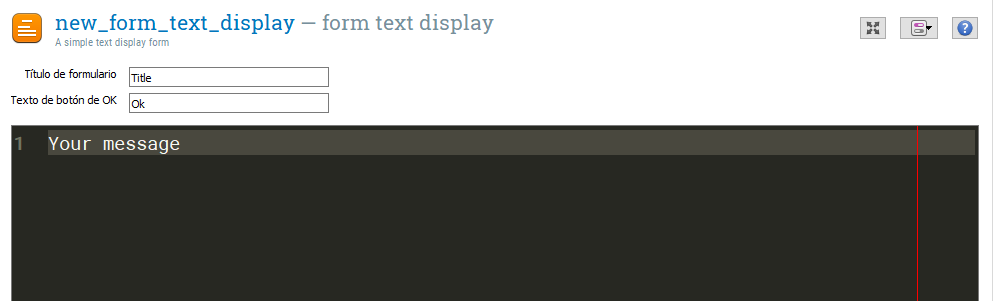 new_form_text_display — form text display
A simple text display form
Título de formulario Title
Texto de botón de OK Ok
1 Your message